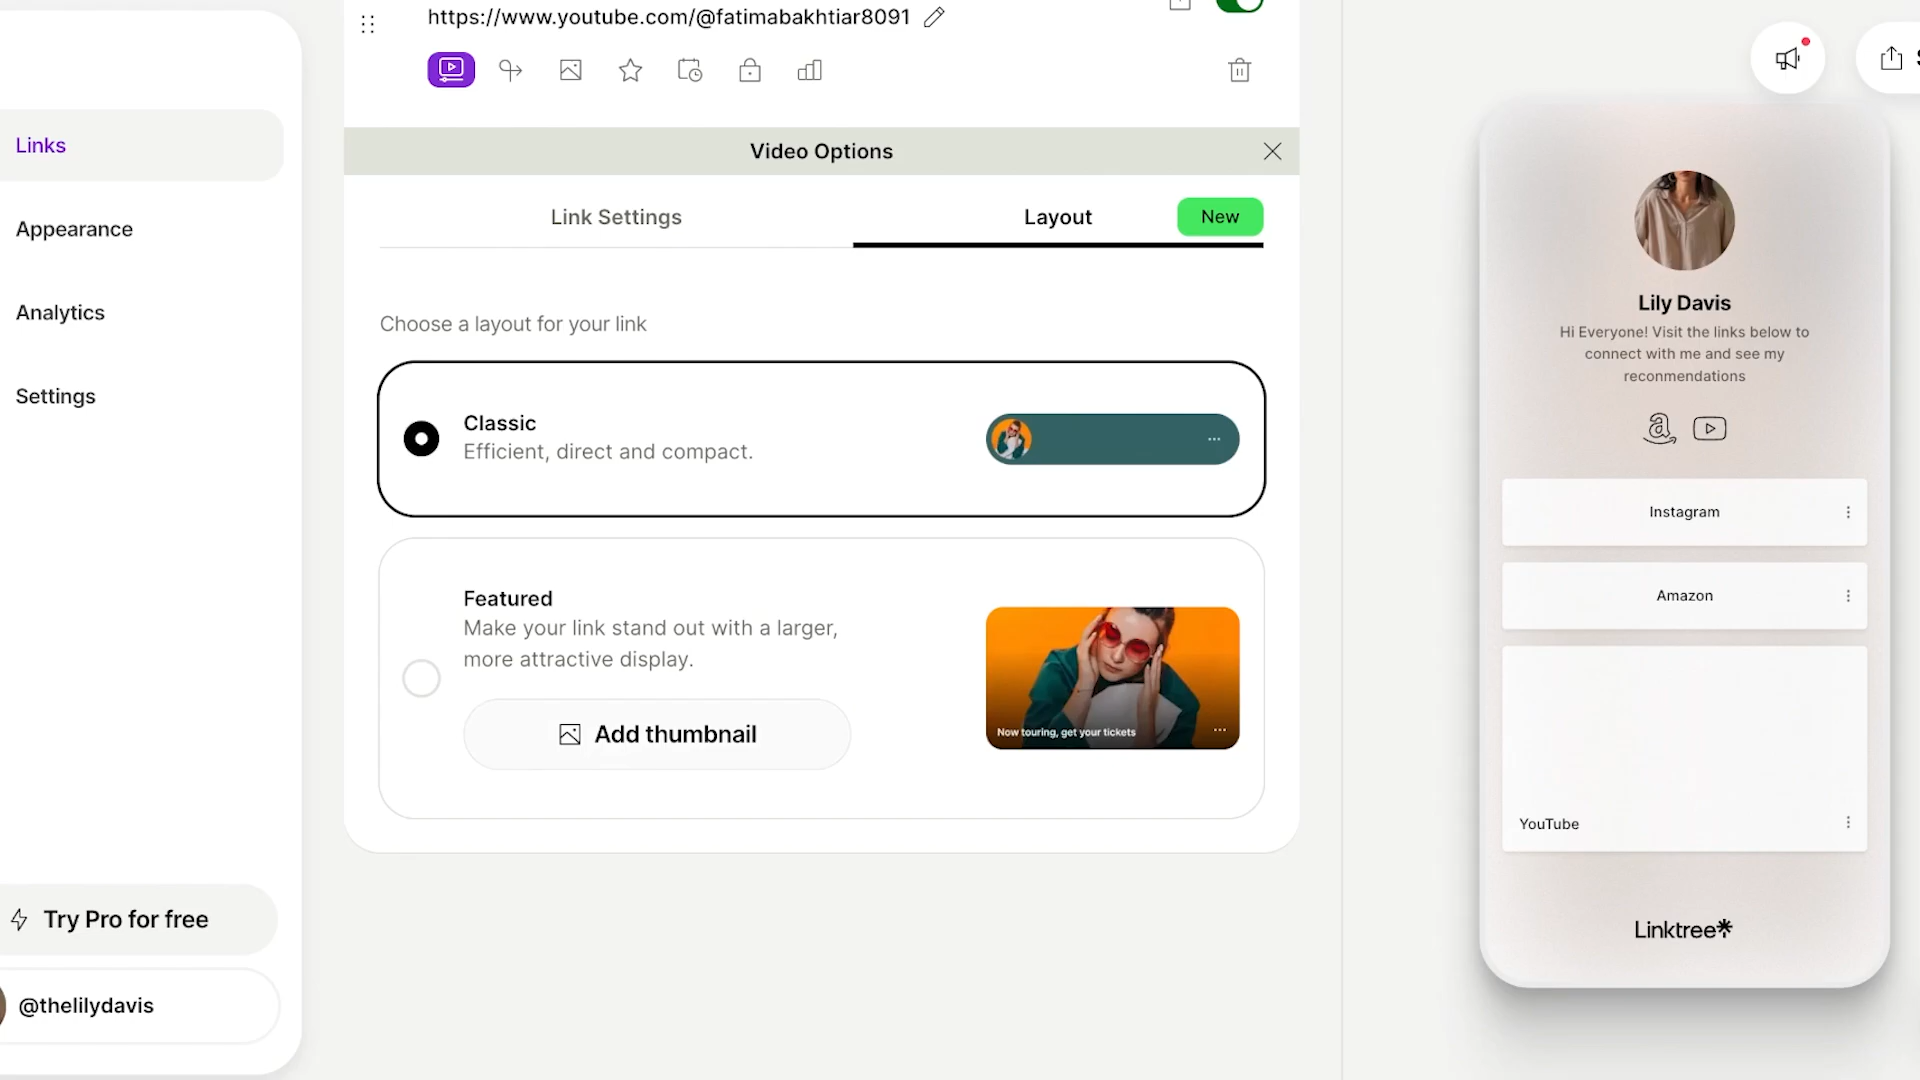 https://www.youtube.com/@fatimabakhtiar8091
Links
Appearance
Analytics
Settings
Try Pro for free
@thelilydavis
Video Options
Link Settings
Layout
New
Choose a layout for your link
Classic
Efficient, direct and compact.
Featured
Make your link stand out with a larger,
more attractive display.
Add thumbnail
Now touring, get your tickets
Lily Davis
Hi Everyone! Visit the links below to
connect with me and see my
reconmendations
Instagram
Amazon
YouTube
Linktree*